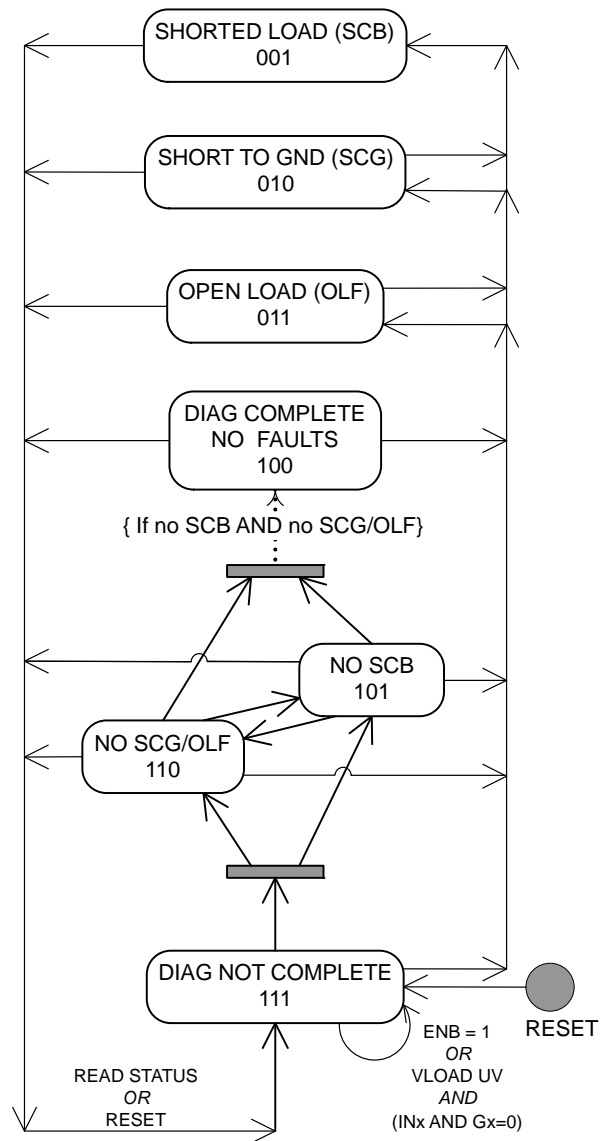 SHORTED LOAD (SCB)
001
SHORT TO GND (SCG)
010
OPEN LOAD (OLF)
011
DIAG COMPLETE
NO FAULTS
100
{ If no SCB AND no SCG/OLF}
NO SCB
101
NO SCG/OLF
110
DIAG NOT COMPLETE
111
RESET
ENB = 1
OR
VLOAD UV
AND
(INx AND Gx=0)
READ STATUS
OR
RESET